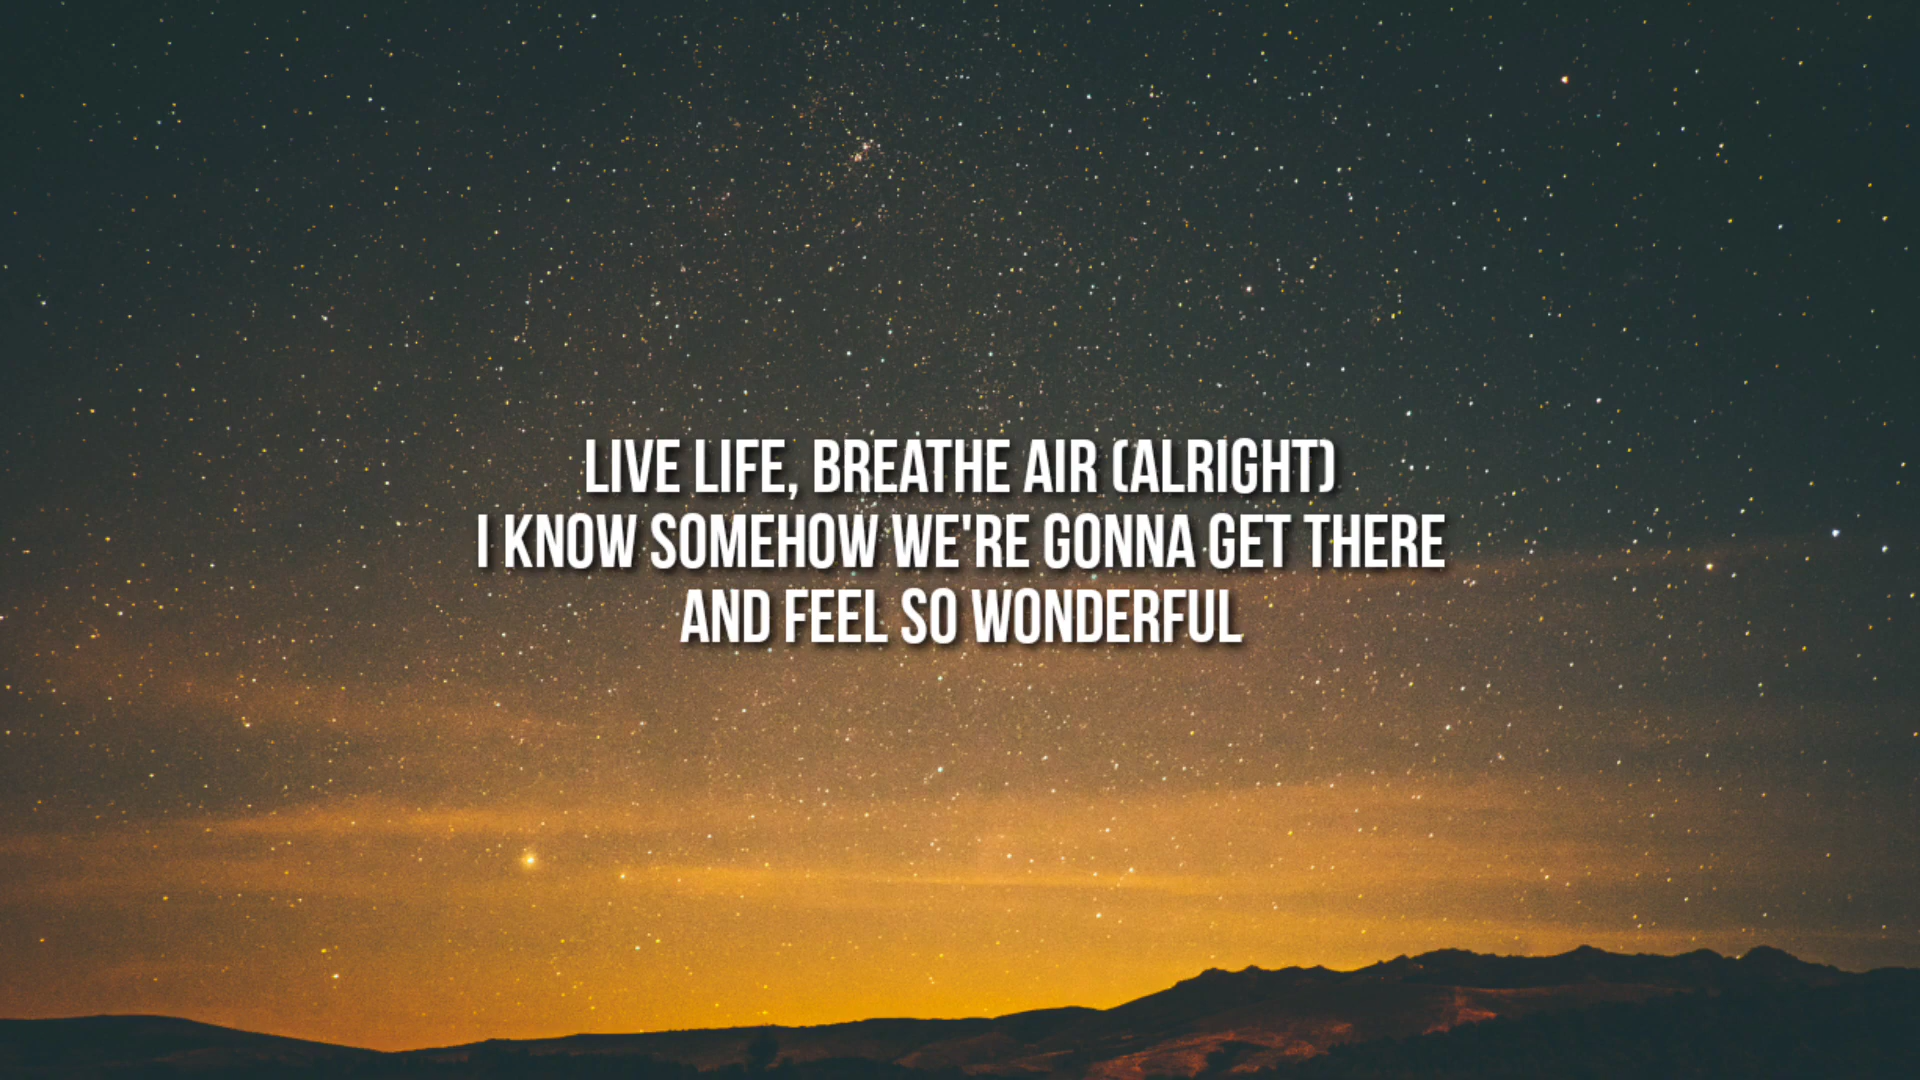 LIVE LIFE, BREATHE AIR (ALRIGHT)
I KNOW SOMEHOW WE'RE GONNA GET THERE
AND FEEL SO WONDERFUL